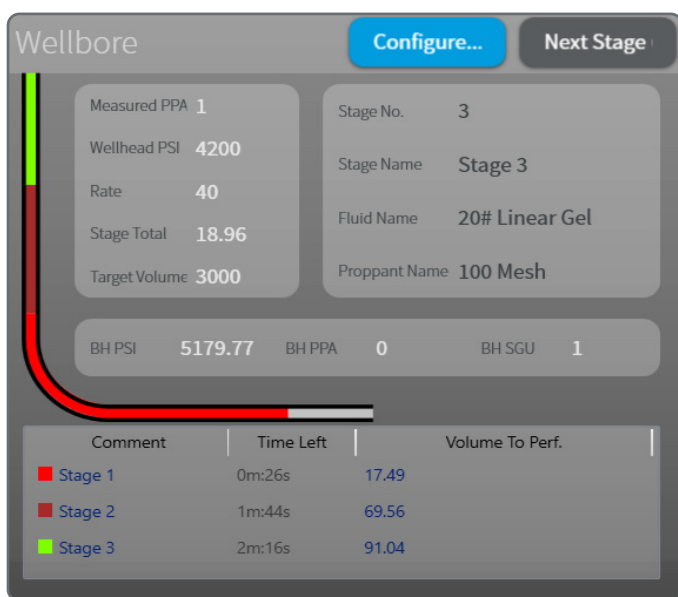 Wellbore Configure... Next Stage
Measured PPA 1
Wellhead PSI 4200
Rate 40
Stage Total 18.96
Target Volume 3000
Stage No. 3
Stage Name Stage 3
Fluid Name 20# Linear Gel
Proppant Name 100 Mesh
BH PSI 5179.77 BH PPA 0 BH SGU 1
Comment Time Left Volume To Perf.
Stage 1 0m:26s 17.49
Stage 2 1m:44s 69.56
Stage 3 2m:16s 91.04